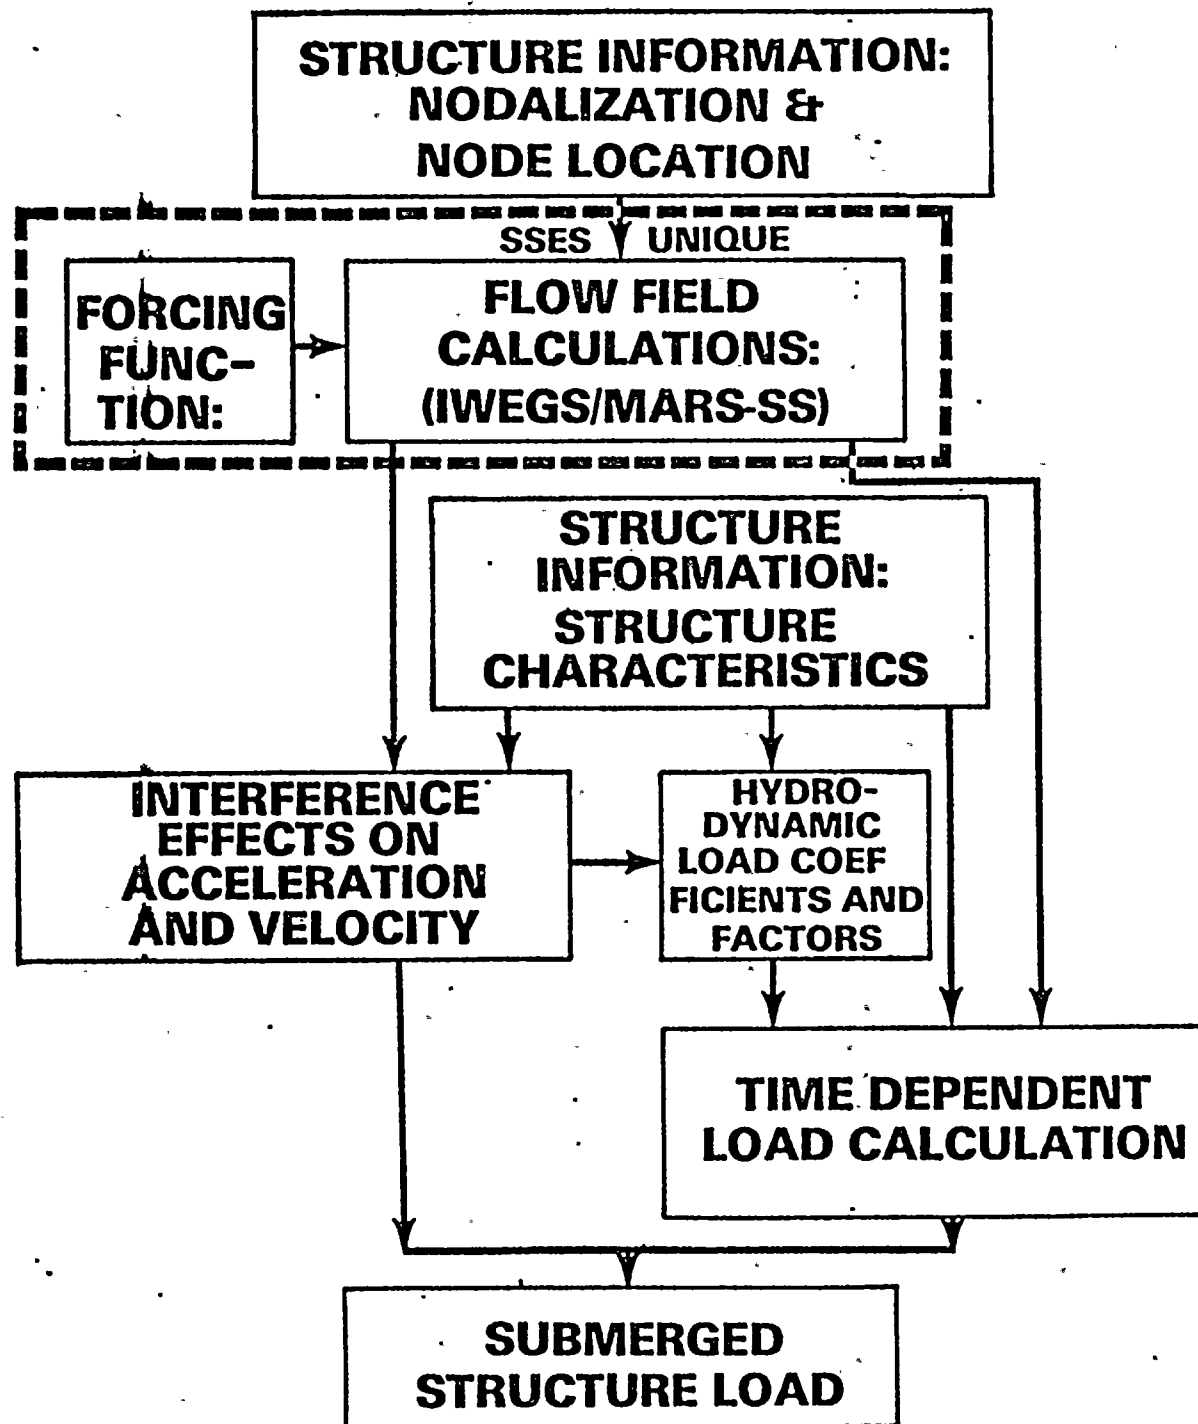 STRUCTURE INFORMATION:
NODALIZATION &
NODE LOCATION
SSES UNIQUE
FORCING
FUNC-
TION:
FLOW FIELD
CALCULATIONS:
(IWEGS/MARS-SS)
STRUCTURE
INFORMATION:
STRUCTURE
CHARACTERISTICS
INTERFERENCE
EFFECTS ON
ACCELERATION
AND VELOCITY
HYDRO-
DYNAMIC
LOAD COEF
FICIENTS AND
FACTORS
TIME DEPENDENT
LOAD CALCULATION
SUBMERGED
STRUCTURE LOAD